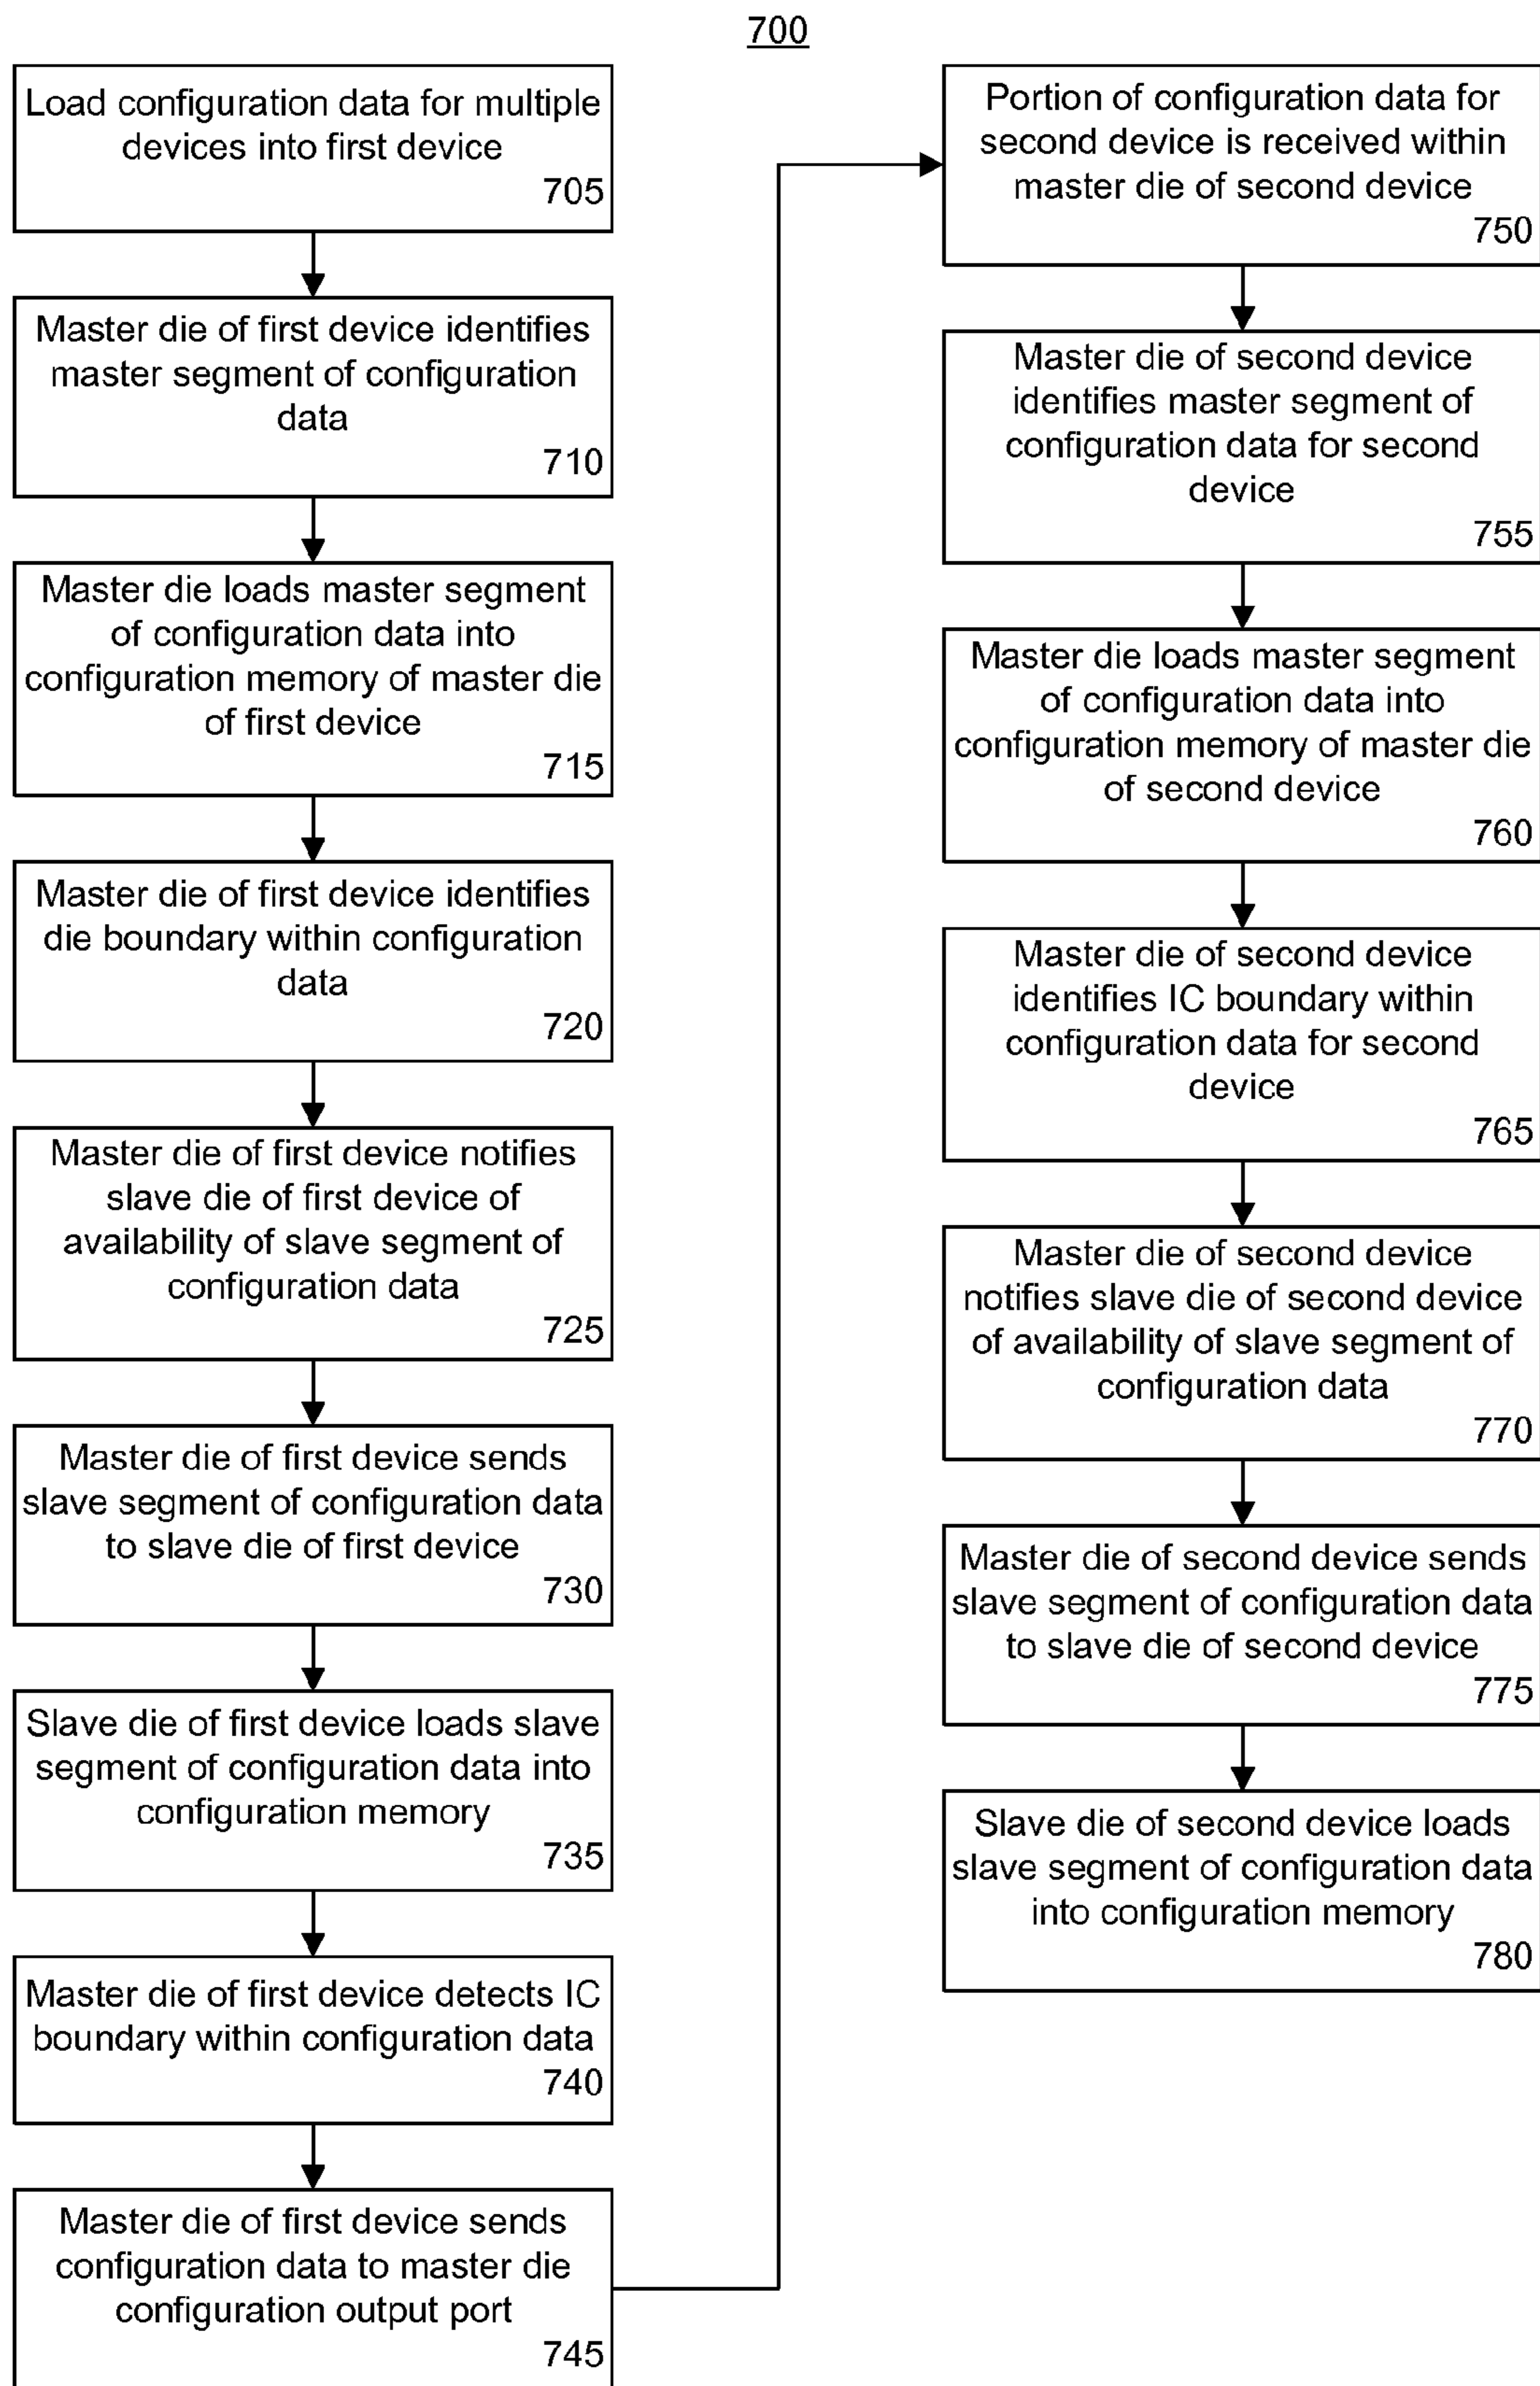 700
Load configuration data for multiple
devices into first device
705
Master die of first device identifies
master segment of configuration
data
710
Master die loads master segment
of configuration data into
configuration memory of master die
of first device
715
Master die of first device identifies
die boundary within configuration
data
720
Master die of first device notifies
slave die of first device of
availability of slave segment of
configuration data
725
Master die of first device sends
slave segment of configuration data
to slave die of first device
730
Slave die of first device loads slave
segment of configuration data into
configuration memory
735
Master die of first device detects IC
boundary within configuration data
740
Master die of first device sends
configuration data to master die
configuration output port
745
Portion of configuration data for
second device is received within
master die of second device
750
Master die of second device
identifies master segment of
configuration data for second
device
755
Master die loads master segment
of configuration data into
configuration memory of master die
of second device
760
Master die of second device
identifies IC boundary within
configuration data for second
device
765
Master die of second device
notifies slave die of second device
of availability of slave segment of
configuration data
770
Master die of second device sends
slave segment of configuration data
to slave die of second device
775
Slave die of second device loads
slave segment of configuration data
into configuration memory
780